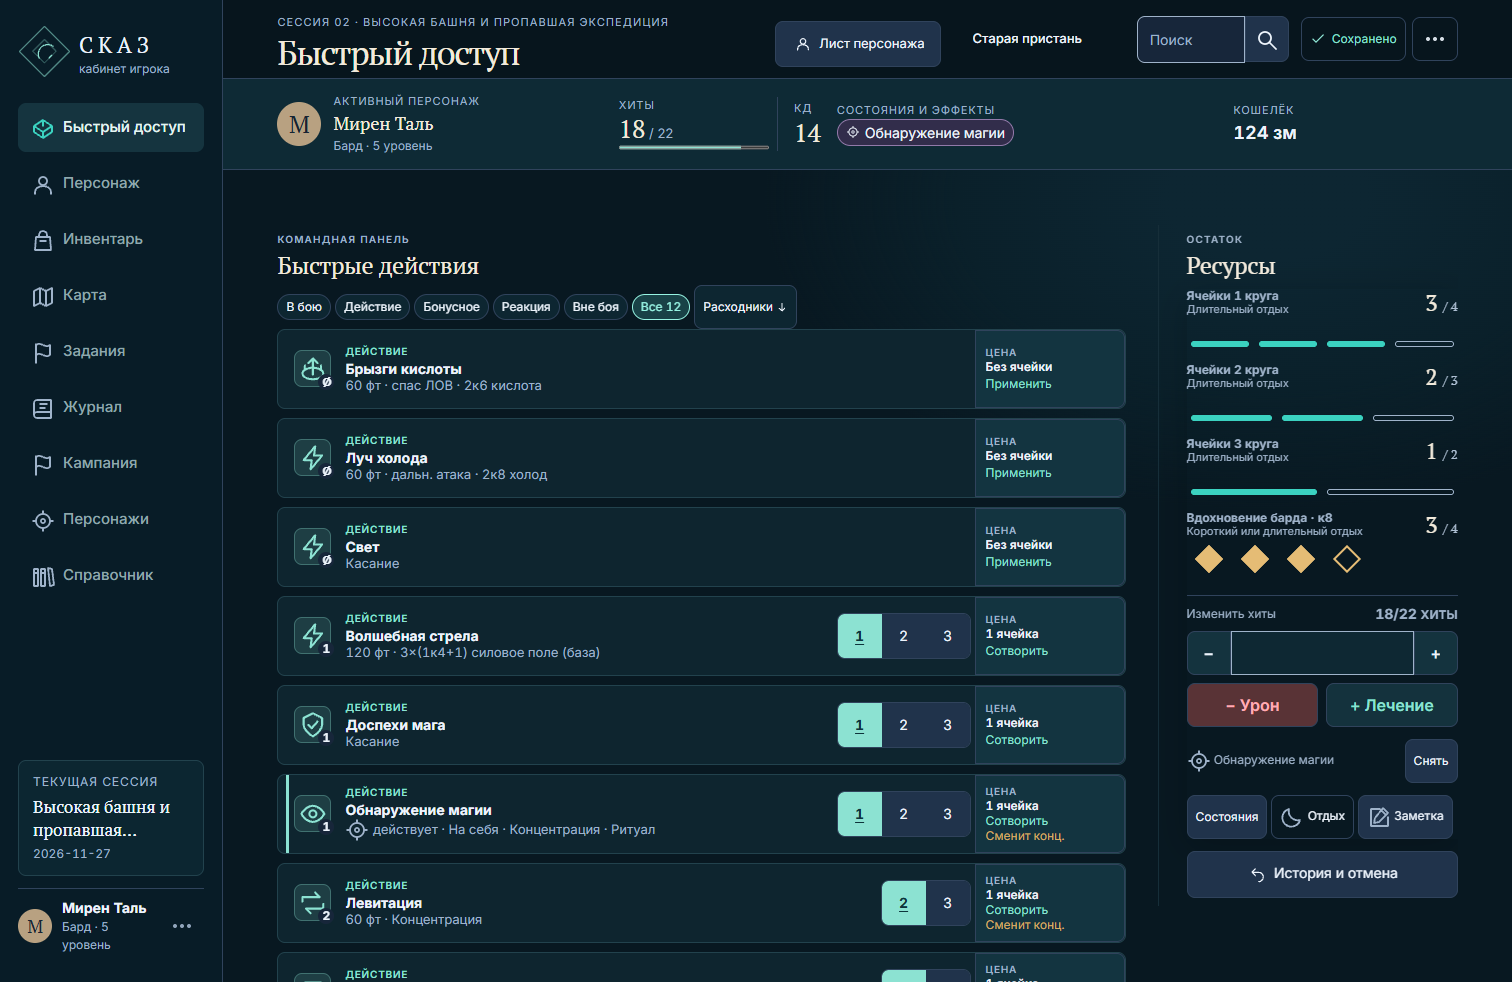 СКАЗ
кабинет игрока
Быстрый доступ
Персонаж
Инвентарь
Карта
Задания
Журнал
Кампания
Персонажи
Справочник
ТЕКУЩАЯ СЕССИЯ
Высокая башня и
пропавшая...
2026-11-27
М
Мирен Таль
Бард · 5
уровень
СЕССИЯ 02 · ВЫСОКАЯ БАШНЯ И ПРОПАВШАЯ ЭКСПЕДИЦИЯ
Быстрый доступ
Лист персонажа
Старая пристань
Поиск
Сохранено
М
АКТИВНЫЙ ПЕРСОНАЖ
Мирен Таль
Бард · 5 уровень
ХИТЫ
18 / 22
КД
14
СОСТОЯНИЯ И ЭФФЕКТЫ
Обнаружение магии
КОШЕЛЁК
124 зм
КОМАНДНАЯ ПАНЕЛЬ
Быстрые действия
В бою Действие Бонусное Реакция Вне боя Все 12 Расходники ↓
ДЕЙСТВИЕ
Брызги кислоты
60 фт · спас ЛОВ · 2к6 кислота
Ø
ЦЕНА
Без ячейки
Применить
ДЕЙСТВИЕ
Луч холода
60 фт · дальн. атака · 2к8 холод
Ø
ЦЕНА
Без ячейки
Применить
ДЕЙСТВИЕ
Свет
Касание
Ø
ЦЕНА
Без ячейки
Применить
ДЕЙСТВИЕ
Волшебная стрела
120 фт · 3×(1к4+1) силовое поле (база)
1
1 2 3
ЦЕНА
1 ячейка
Сотворить
ДЕЙСТВИЕ
Доспехи мага
Касание
1
1 2 3
ЦЕНА
1 ячейка
Сотворить
ДЕЙСТВИЕ
Обнаружение магии
действует · На себя · Концентрация · Ритуал
1
1 2 3
ЦЕНА
1 ячейка
Сотворить
Сменит конц.
ДЕЙСТВИЕ
Левитация
60 фт · Концентрация
2
2 3
ЦЕНА
1 ячейка
Сотворить
Сменит конц.
ДЕЙСТВИЕ
ЦЕНА
ОСТАТОК
Ресурсы
Ячейки 1 круга
Длительный отдых
3 / 4
Ячейки 2 круга
Длительный отдых
2 / 3
Ячейки 3 круга
Длительный отдых
1 / 2
Вдохновение барда · к8
Короткий или длительный отдых
3 / 4
Изменить хиты
18/22 хиты
− +
− Урон
+ Лечение
Обнаружение магии
Снять
Состояния
Отдых
Заметка
История и отмена